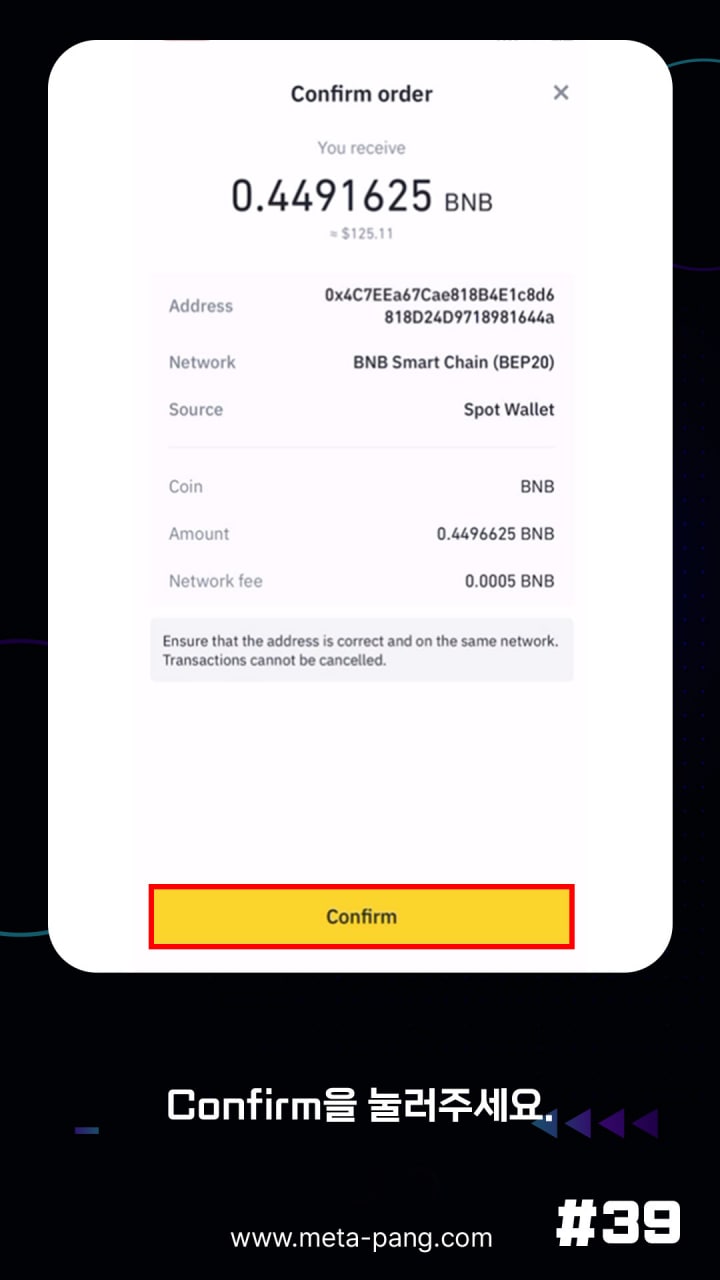 Confirm order
You receive
0.4491625 BNB
≈ $125.11
Address
0x4C7EEa67Cae818B4E1c8d6
818D24D9718981644a
Network
BNB Smart Chain (BEP20)
Source
Spot Wallet
Coin
BNB
Amount
0.4496625 BNB
Network fee
0.0005 BNB
Ensure that the address is correct and on the same network.
Transactions cannot be cancelled.
Confirm
Confirm을 눌러주세요.
#39
www.meta-pang.com